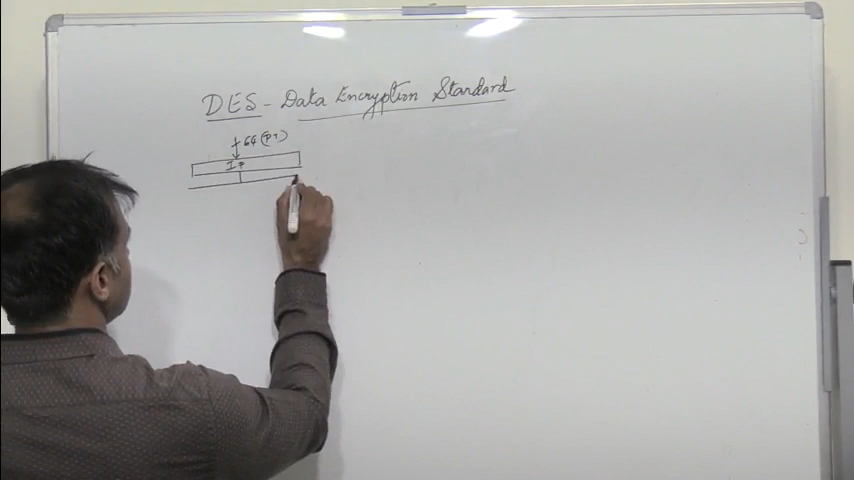 DES - Data Encryption Standard
64 (PT)
IP